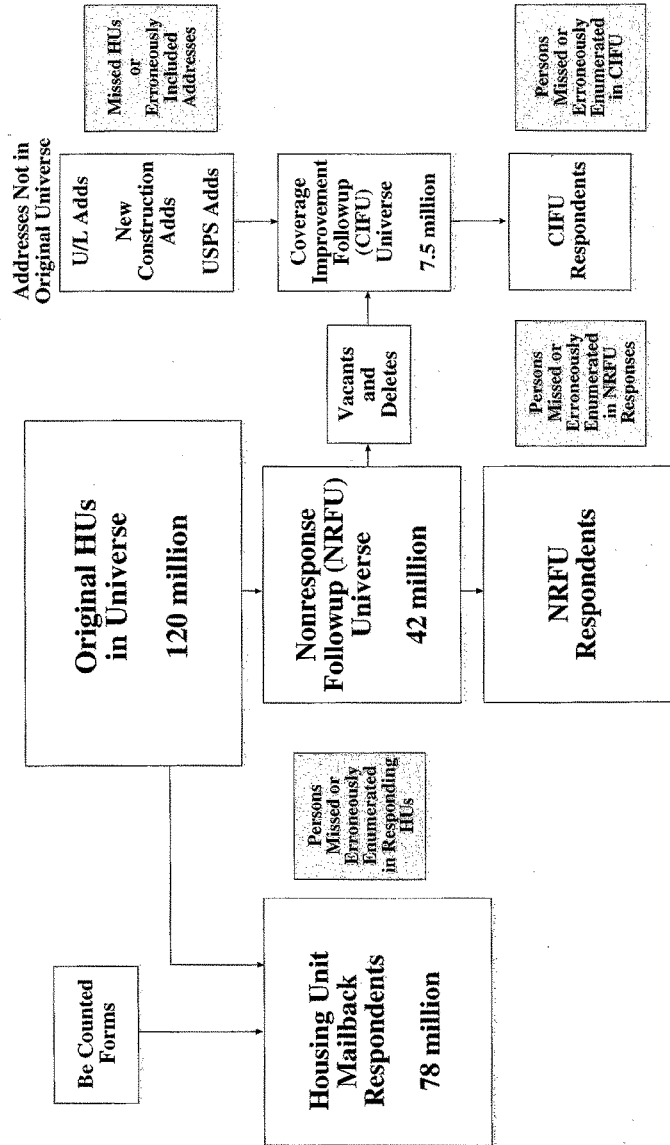 Be Counted
Forms
Original HUs
in Universe
120 million
Addresses Not in
Original Universe
U/L Adds
New
Construction
Adds
USPS Adds
Missed HUs
or
Erroneously
Included
Addresses
Housing Unit
Mailback
Respondents
78 million
Persons
Missed or
Erroneously
Enumerated
in Responding
HUs
Nonresponse
Followup (NRFU)
Universe
42 million
Vacants
and
Deletes
Coverage
Improvement
Followup
(CIFU)
Universe
7.5 million
NRFU
Respondents
Persons
Missed or
Erroneously
Enumerated
in NRFU
Responses
CIFU
Respondents
Persons
Missed or
Erroneously
Enumerated
in CIFU